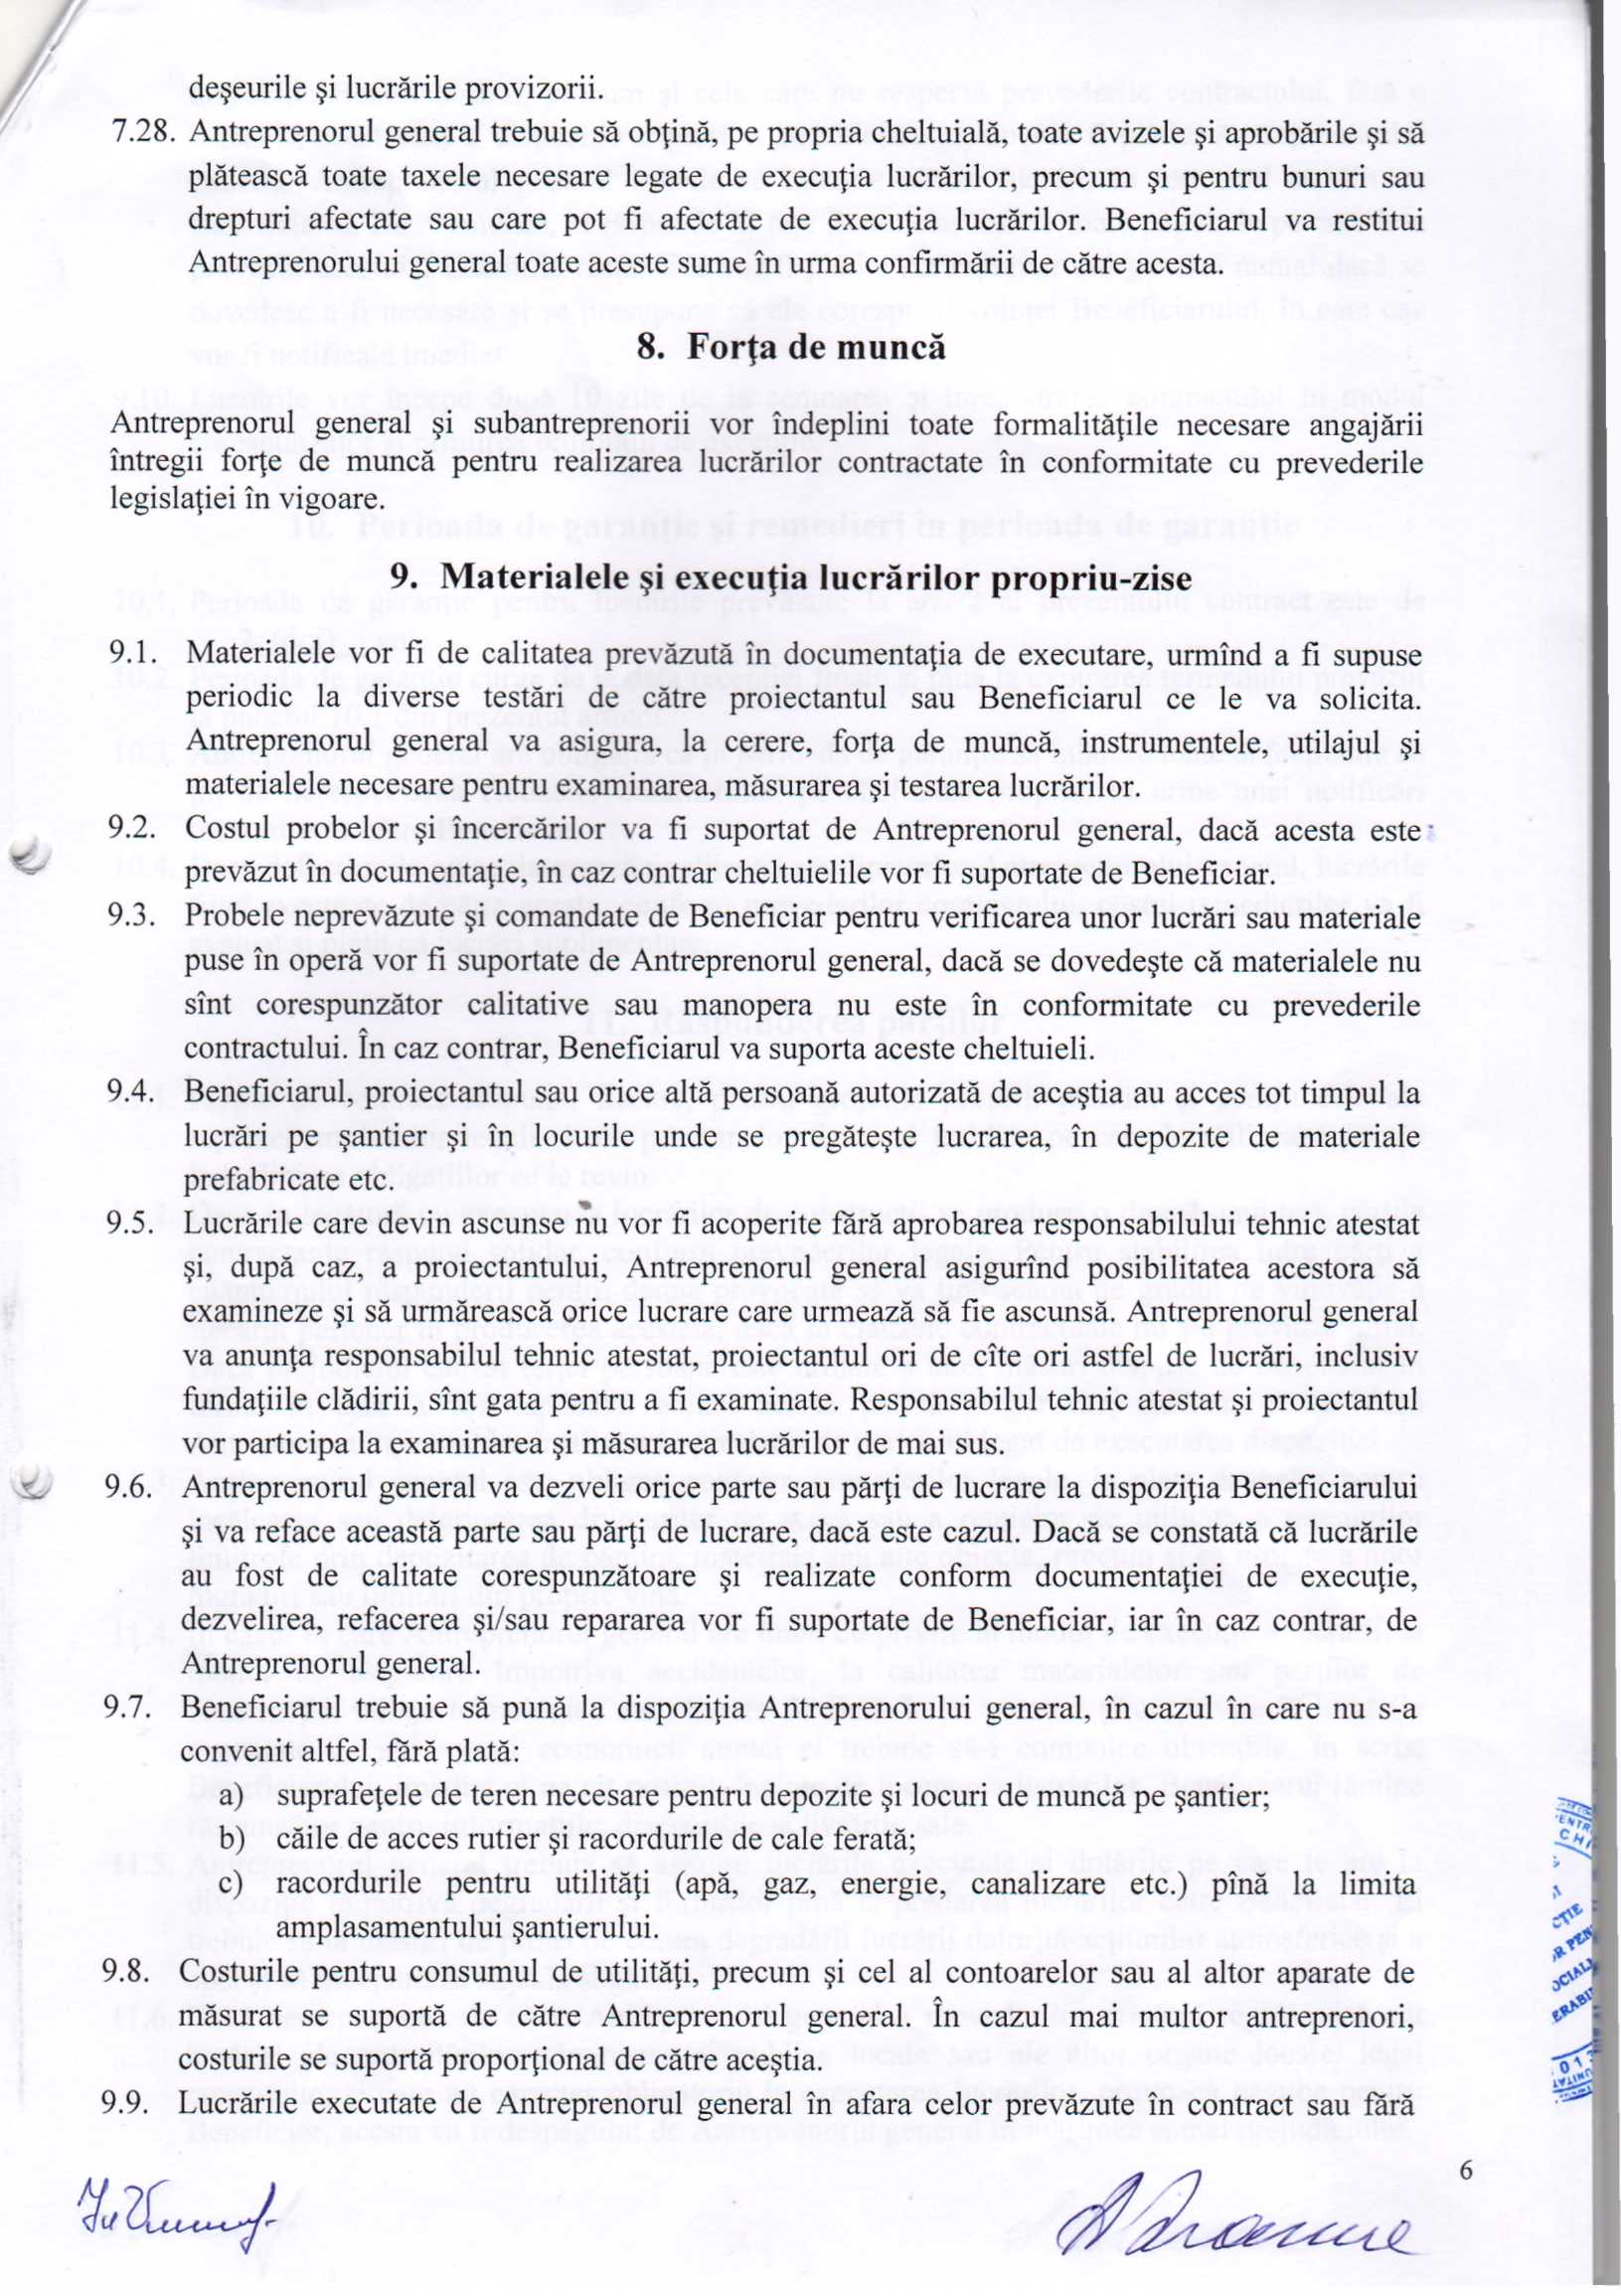 deşeurile şi lucrările provizorii.
7.28. Antreprenorul general trebuie să obţină, pe propria cheltuială, toate avizele şi aprobările şi să
plătească toate taxele necesare legate de execuţia lucrărilor, precum şi pentru bunuri sau
drepturi afectate sau care pot fi afectate de execuţia lucrărilor. Beneficiarul va restitui
Antreprenorului general toate aceste sume în urma confirmării de către acesta.
8. Forţa de muncă
Antreprenorul general şi subantreprenorii vor îndeplini toate formalităţile necesare angajării
întregii forţe de muncă pentru realizarea lucrărilor contractate în conformitate cu prevederile
legislaţiei în vigoare.
9. Materialele şi execuţia lucrărilor propriu-zise
9.1. Materialele vor fi de calitatea prevăzută în documentaţia de executare, urmînd a fi supuse
periodic la diverse testări de către proiectantul sau Beneficiarul ce le va solicita.
Antreprenorul general va asigura, la cerere, forţa de muncă, instrumentele, utilajul şi
materialele necesare pentru examinarea, măsurarea şi testarea lucrărilor.
9.2. Costul probelor şi încercărilor va fi suportat de Antreprenorul general, dacă acesta este
prevăzut în documentaţie, în caz contrar cheltuielile vor fi suportate de Beneficiar.
9.3. Probele neprevăzute şi comandate de Beneficiar pentru verificarea unor lucrări sau materiale
puse în operă vor fi suportate de Antreprenorul general, dacă se dovedeşte că materialele nu
sînt corespunzător calitative sau manopera nu este în conformitate cu prevederile
contractului. În caz contrar, Beneficiarul va suporta aceste cheltuieli.
9.4. Beneficiarul, proiectantul sau orice altă persoană autorizată de aceştia au acces tot timpul la
lucrări pe şantier şi în locurile unde se pregăteşte lucrarea, în depozite de materiale
prefabricate etc.
9.5. Lucrările care devin ascunse nu vor fi acoperite fără aprobarea responsabilului tehnic atestat
şi, după caz, a proiectantului, Antreprenorul general asigurînd posibilitatea acestora să
examineze şi să urmărească orice lucrare care urmează să fie ascunsă. Antreprenorul general
va anunţa responsabilul tehnic atestat, proiectantul ori de cîte ori astfel de lucrări, inclusiv
fundaţiile clădirii, sînt gata pentru a fi examinate. Responsabilul tehnic atestat şi proiectantul
vor participa la examinarea şi măsurarea lucrărilor de mai sus.
9.6. Antreprenorul general va dezveli orice parte sau părţi de lucrare la dispoziţia Beneficiarului
şi va reface această parte sau părţi de lucrare, dacă este cazul. Dacă se constată că lucrările
au fost de calitate corespunzătoare şi realizate conform documentaţiei de execuţie,
dezvelirea, refacerea şi/sau repararea vor fi suportate de Beneficiar, iar în caz contrar, de
Antreprenorul general.
9.7. Beneficiarul trebuie să pună la dispoziţia Antreprenorului general, în cazul în care nu s-a
convenit altfel, fără plată:
a) suprafeţele de teren necesare pentru depozite şi locuri de muncă pe şantier;
b) căile de acces rutier şi racordurile de cale ferată;
c) racordurile pentru utilităţi (apă, gaz, energie, canalizare etc.) pînă la limita
amplasamentului şantierului.
9.8. Costurile pentru consumul de utilităţi, precum şi cel al contoarelor sau al altor aparate de
măsurat se suportă de către Antreprenorul general. În cazul mai multor antreprenori,
costurile se suportă proporţional de către aceştia.
9.9. Lucrările executate de Antreprenorul general în afara celor prevăzute în contract sau fără
6